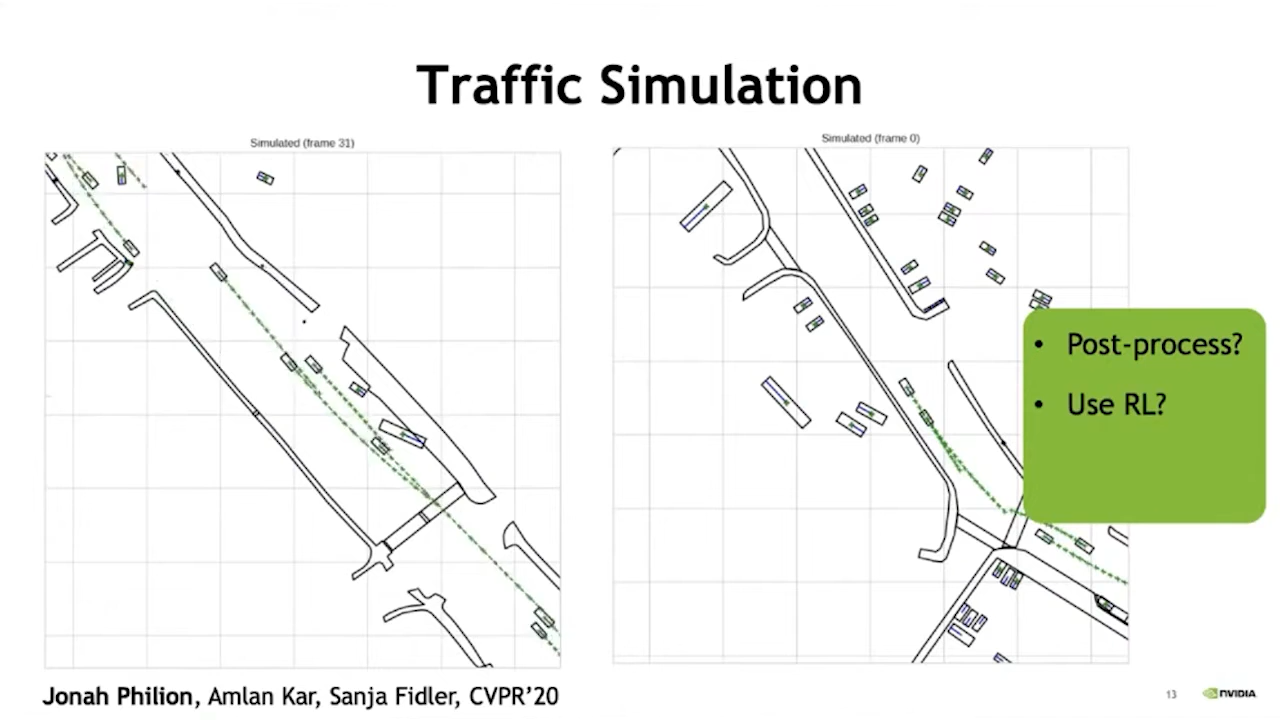 Traffic Simulation
Simulated (frame 31)
Simulated (frame 0)
• Post-process?
• Use RL?
Jonah Philion, Amlan Kar, Sanja Fidler, CVPR'20
13
NVIDIA